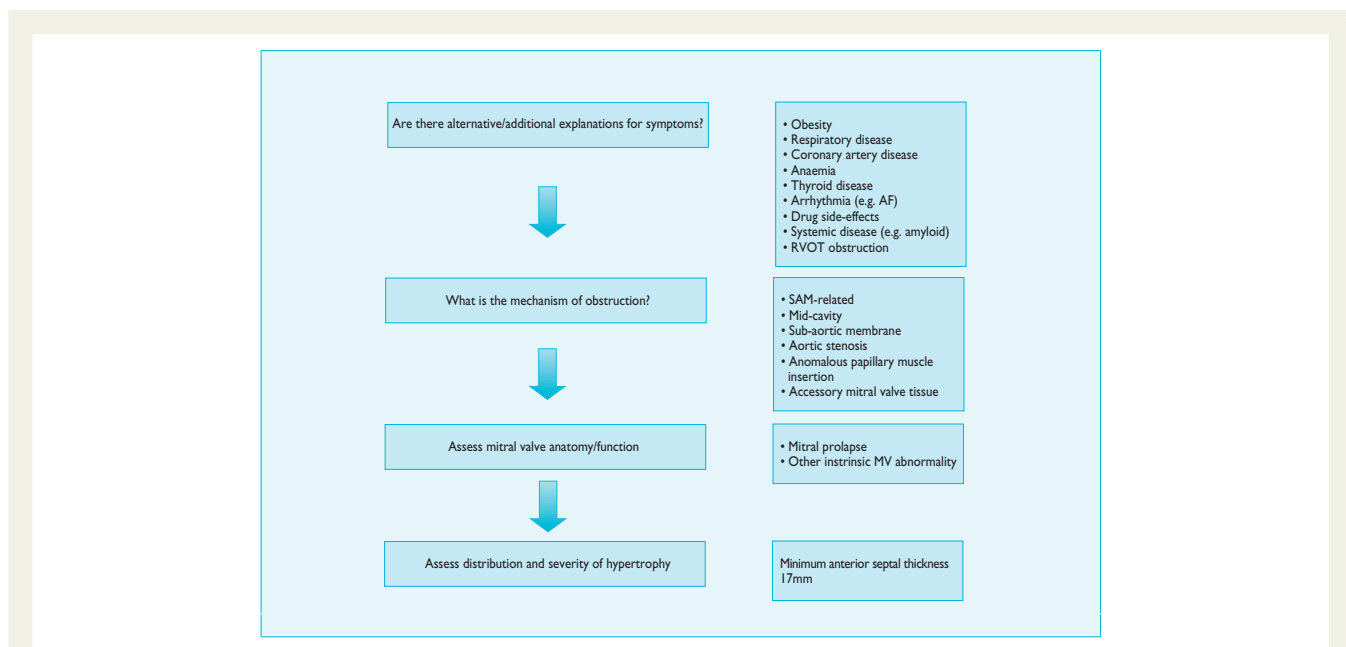 Are there alternative/additional explanations for symptoms?
• Obesity
• Respiratory disease
• Coronary artery disease
• Anaemia
• Thyroid disease
• Arrhythmia (e.g. AF)
• Drug side-effects
• Systemic disease (e.g. amyloid)
• RVOT obstruction
What is the mechanism of obstruction?
• SAM-related
• Mid-cavity
• Sub-aortic membrane
• Aortic stenosis
• Anomalous papillary muscle
insertion
• Accessory mitral valve tissue
Assess mitral valve anatomy/function
• Mitral prolapse
• Other instrinsic MV abnormality
Assess distribution and severity of hypertrophy
Minimum anterior septal thickness
17mm